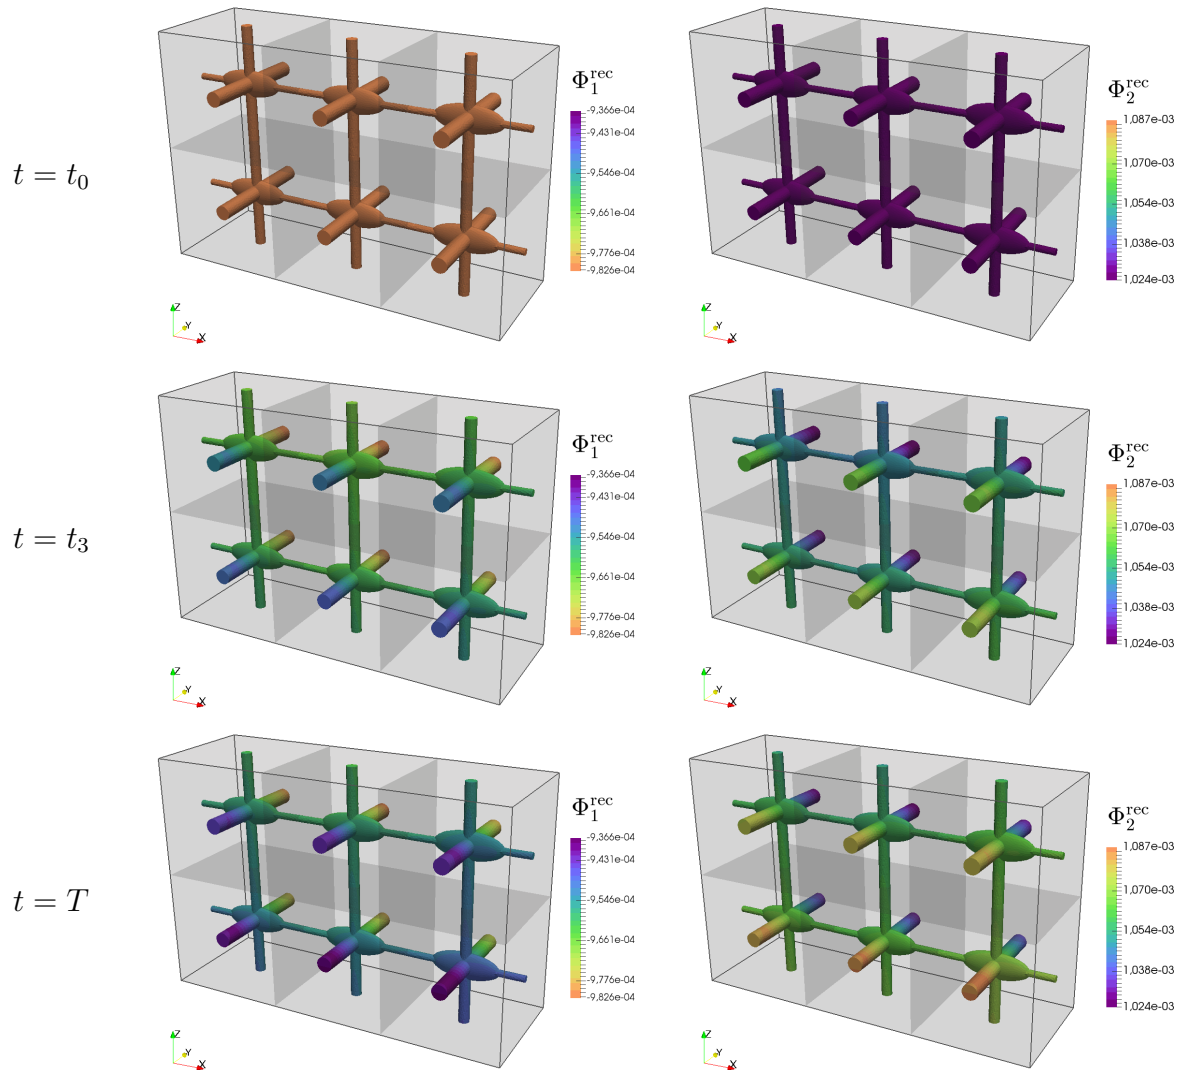 Φ₁^rec
-9,366e-04
-9,431e-04
-9,546e-04
-9,661e-04
-9,776e-04
-9,826e-04
Φ₂^rec
1,087e-03
1,070e-03
1,054e-03
1,038e-03
1,024e-03
t = t₀
Z
Y
X
Z
Y
X
Φ₁^rec
-9,366e-04
-9,431e-04
-9,546e-04
-9,661e-04
-9,776e-04
-9,826e-04
Φ₂^rec
1,087e-03
1,070e-03
1,054e-03
1,038e-03
1,024e-03
t = t₃
Z
Y
X
Z
Y
X
Φ₁^rec
-9,366e-04
-9,431e-04
-9,546e-04
-9,661e-04
-9,776e-04
-9,826e-04
Φ₂^rec
1,087e-03
1,070e-03
1,054e-03
1,038e-03
1,024e-03
t = T
Z
Y
X
Z
Y
X